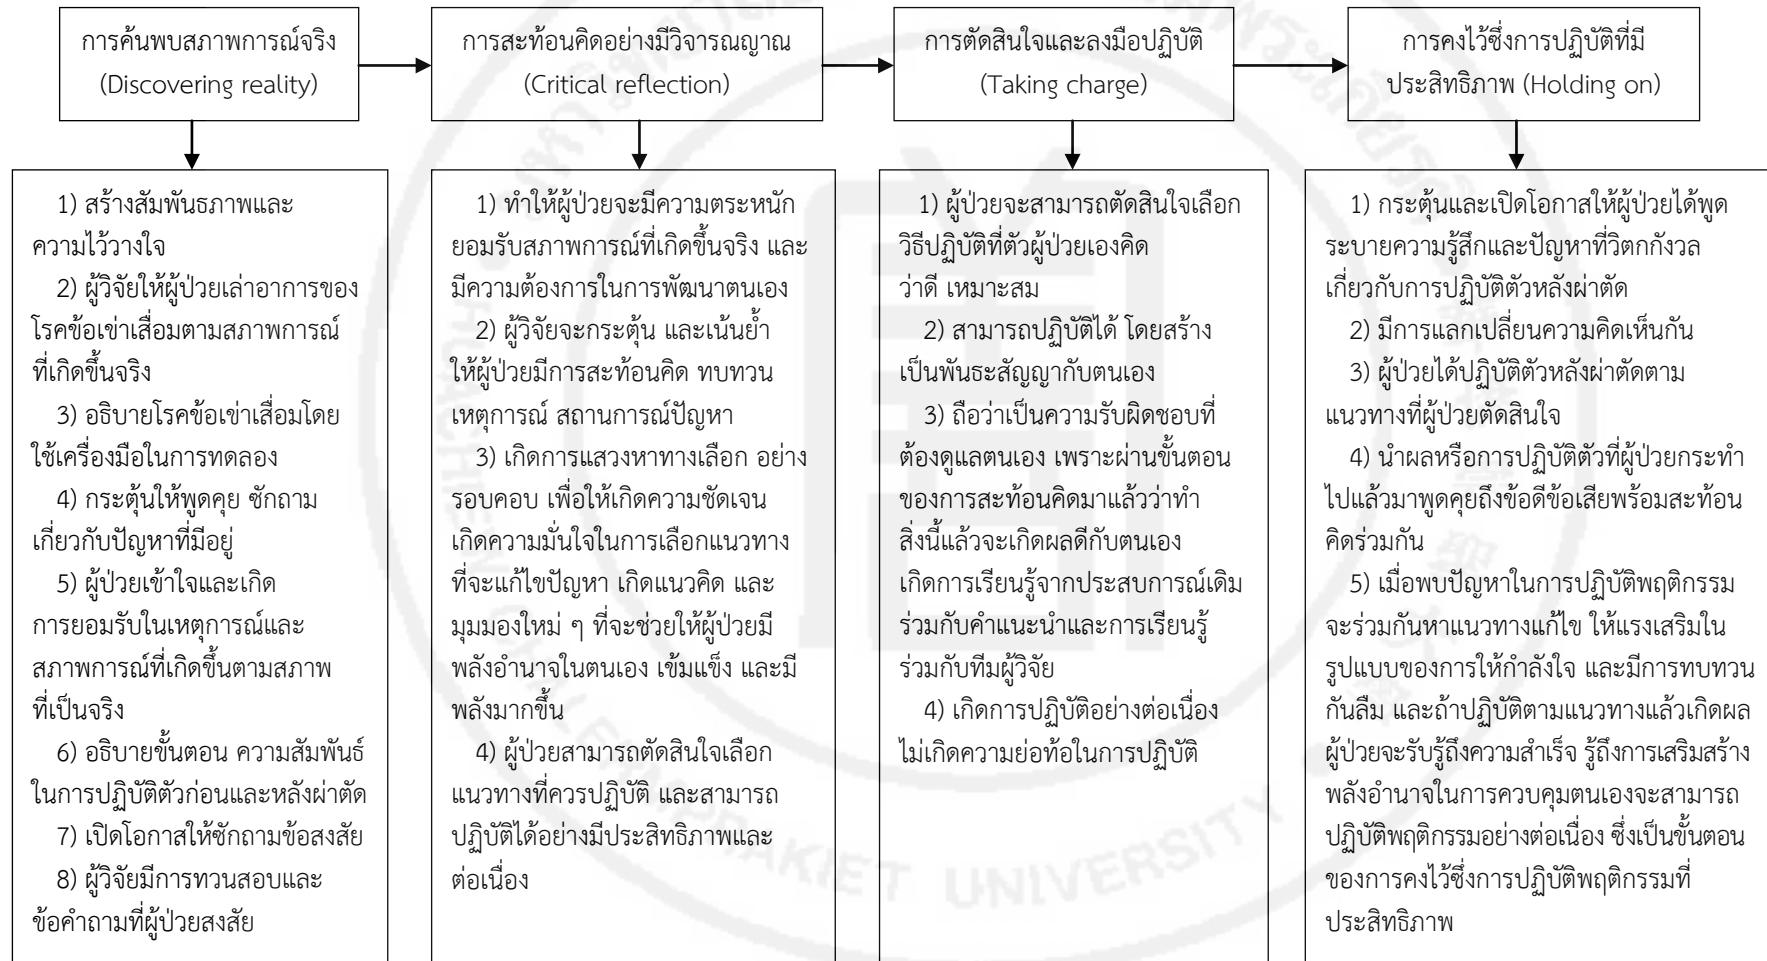 การค้นพบสภาพการณ์จริง
(Discovering reality)
การสะท้อนคิดอย่างมีวิจารณญาณ
(Critical reflection)
การตัดสินใจและลงมือปฏิบัติ
(Taking charge)
การคงไว้ซึ่งการปฏิบัติที่มี
ประสิทธิภาพ (Holding on)
1) สร้างสัมพันธภาพและ
ความไว้วางใจ
2) ผู้วิจัยให้ผู้ป่วยเล่าอาการของ
โรคข้อเข่าเสื่อมตามสภาพการณ์
ที่เกิดขึ้นจริง
3) อธิบายโรคข้อเข่าเสื่อมโดย
ใช้เครื่องมือในการทดลอง
4) กระตุ้นให้พูดคุย ซักถาม
เกี่ยวกับปัญหาที่มีอยู่
5) ผู้ป่วยเข้าใจและเกิด
การยอมรับในเหตุการณ์และ
สภาพการณ์ที่เกิดขึ้นตามสภาพ
ที่เป็นจริง
6) อธิบายขั้นตอน ความสัมพันธ์
ในการปฏิบัติตัวก่อนและหลังผ่าตัด
7) เปิดโอกาสให้ซักถามข้อสงสัย
8) ผู้วิจัยมีการทวนสอบและ
ข้อคำถามที่ผู้ป่วยสงสัย
1) ทำให้ผู้ป่วยจะมีความตระหนัก
ยอมรับสภาพการณ์ที่เกิดขึ้นจริง และ
มีความต้องการในการพัฒนาตนเอง
2) ผู้วิจัยจะกระตุ้น และเน้นย้ำ
ให้ผู้ป่วยมีการสะท้อนคิด ทบทวน
เหตุการณ์ สถานการณ์ปัญหา
3) เกิดการแสวงหาทางเลือก อย่าง
รอบคอบ เพื่อให้เกิดความชัดเจน
เกิดความมั่นใจในการเลือกแนวทาง
ที่จะแก้ไขปัญหา เกิดแนวคิด และ
มุมมองใหม่ ๆ ที่จะช่วยให้ผู้ป่วยมี
พลังอำนาจในตนเอง เข้มแข็ง และมี
พลังมากขึ้น
4) ผู้ป่วยสามารถตัดสินใจเลือก
แนวทางที่ควรปฏิบัติ และสามารถ
ปฏิบัติได้อย่างมีประสิทธิภาพและ
ต่อเนื่อง
1) ผู้ป่วยจะสามารถตัดสินใจเลือก
วิธีปฏิบัติที่ตัวผู้ป่วยเองคิด
ว่าดี เหมาะสม
2) สามารถปฏิบัติได้ โดยสร้าง
เป็นพันธะสัญญากับตนเอง
3) ถือว่าเป็นความรับผิดชอบที่
ต้องดูแลตนเอง เพราะผ่านขั้นตอน
ของการสะท้อนคิดมาแล้วว่าทำ
สิ่งนี้แล้วจะเกิดผลดีกับตนเอง
เกิดการเรียนรู้จากประสบการณ์เดิม
ร่วมกับคำแนะนำและการเรียนรู้
ร่วมกับทีมผู้วิจัย
4) เกิดการปฏิบัติอย่างต่อเนื่อง
ไม่เกิดความย่อท้อในการปฏิบัติ
1) กระตุ้นและเปิดโอกาสให้ผู้ป่วยได้พูด
ระบายความรู้สึกและปัญหาที่วิตกกังวล
เกี่ยวกับการปฏิบัติตัวหลังผ่าตัด
2) มีการแลกเปลี่ยนความคิดเห็นกัน
3) ผู้ป่วยได้ปฏิบัติตัวหลังผ่าตัดตาม
แนวทางที่ผู้ป่วยตัดสินใจ
4) นำผลหรือการปฏิบัติตัวที่ผู้ป่วยกระทำ
ไปแล้วมาพูดคุยถึงข้อดีข้อเสียพร้อมสะท้อน
คิดร่วมกัน
5) เมื่อพบปัญหาในการปฏิบัติพฤติกรรม
จะร่วมกันหาแนวทางแก้ไข ให้แรงเสริมใน
รูปแบบของการให้กำลังใจ และมีการทบทวน
กันลืม และถ้าปฏิบัติตามแนวทางแล้วเกิดผล
ผู้ป่วยจะรับรู้ถึงความสำเร็จ รู้ถึงการเสริมสร้าง
พลังอำนาจในการควบคุมตนเองจะสามารถ
ปฏิบัติพฤติกรรมอย่างต่อเนื่อง ซึ่งเป็นขั้นตอน
ของการคงไว้ซึ่งการปฏิบัติพฤติกรรมที่
ประสิทธิภาพ
UNIVERSITY